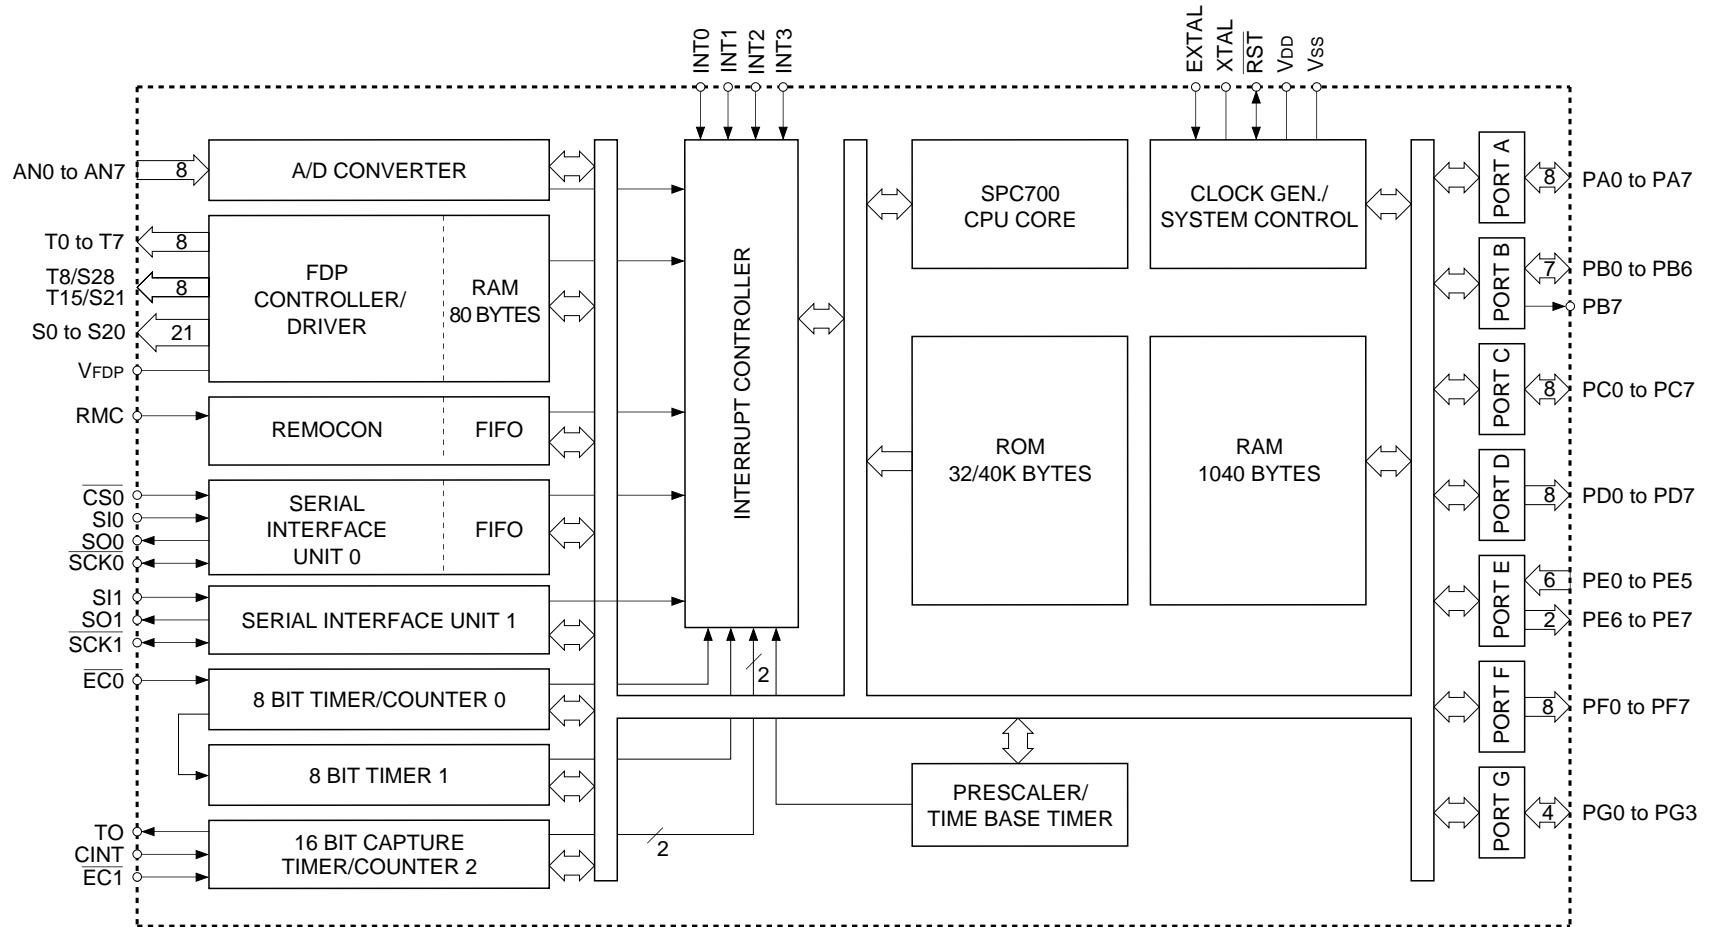 INT0
INT1
INT2
INT3
EXTAL
XTAL
RST
VDD
VSS
AN0 to AN7
8
A/D CONVERTER
T0 to T7
8
T8/S28
T15/S21
8
S0 to S20
21
VFDP
FDP
CONTROLLER/
DRIVER
RAM
80 BYTES
RMC
REMOCON
FIFO
CS0
SI0
SO0
SCK0
SERIAL
INTERFACE
UNIT 0
FIFO
SI1
SO1
SCK1
SERIAL INTERFACE UNIT 1
EC0
8 BIT TIMER/COUNTER 0
8 BIT TIMER 1
TO
CINT
EC1
16 BIT CAPTURE
TIMER/COUNTER 2
2
2
INTERRUPT CONTROLLER
SPC700
CPU CORE
CLOCK GEN./
SYSTEM CONTROL
ROM
32/40K BYTES
RAM
1040 BYTES
PRESCALER/
TIME BASE TIMER
PORT A
8
PA0 to PA7
PORT B
7
PB0 to PB6
PB7
PORT C
8
PC0 to PC7
PORT D
8
PD0 to PD7
PORT E
6
PE0 to PE5
2
PE6 to PE7
PORT F
8
PF0 to PF7
PORT G
4
PG0 to PG3